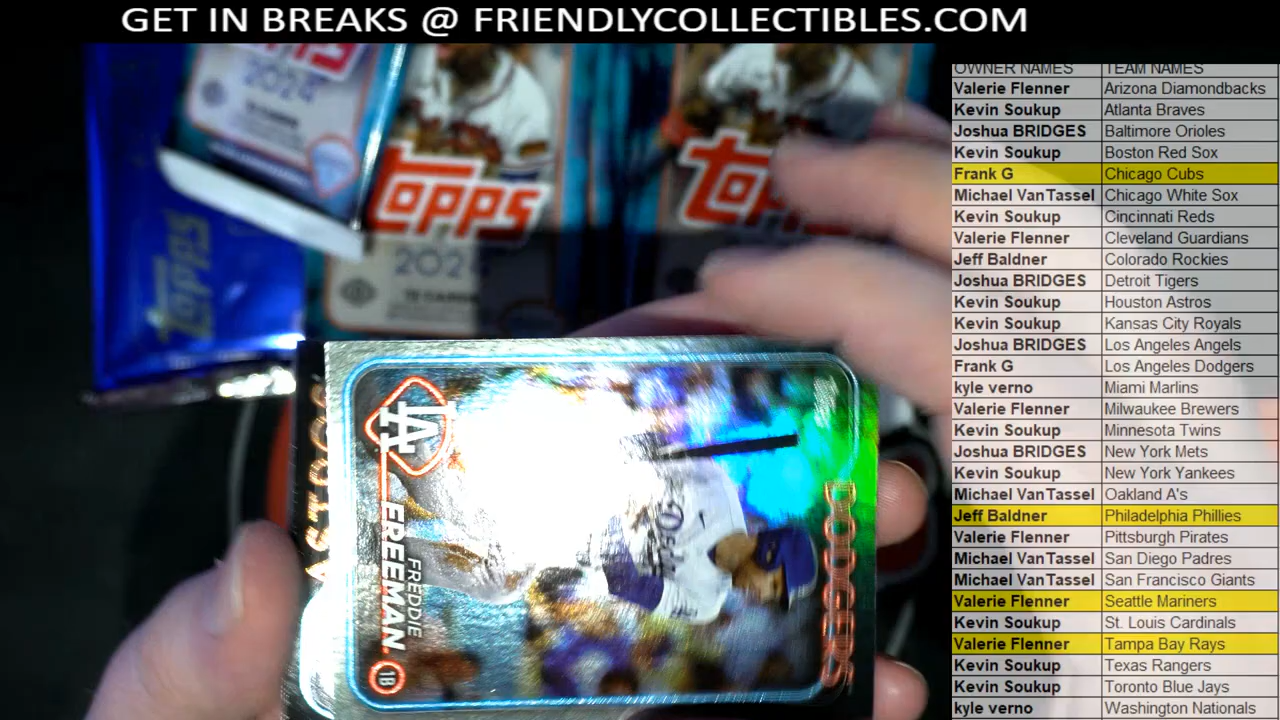 GET IN BREAKS @ FRIENDLYCOLLECTIBLES.COM
OWNER NAMES TEAM NAMES
Valerie Flenner Arizona Diamondbacks
Kevin Soukup Atlanta Braves
Joshua BRIDGES Baltimore Orioles
Kevin Soukup Boston Red Sox
Frank G Chicago Cubs
Michael VanTassel Chicago White Sox
Kevin Soukup Cincinnati Reds
Valerie Flenner Cleveland Guardians
Jeff Baldner Colorado Rockies
Joshua BRIDGES Detroit Tigers
Kevin Soukup Houston Astros
Kevin Soukup Kansas City Royals
Joshua BRIDGES Los Angeles Angels
Frank G Los Angeles Dodgers
kyle verno Miami Marlins
Valerie Flenner Milwaukee Brewers
Kevin Soukup Minnesota Twins
Joshua BRIDGES New York Mets
Kevin Soukup New York Yankees
Michael VanTassel Oakland A's
Jeff Baldner Philadelphia Phillies
Valerie Flenner Pittsburgh Pirates
Michael VanTassel San Diego Padres
Michael VanTassel San Francisco Giants
Valerie Flenner Seattle Mariners
Kevin Soukup St. Louis Cardinals
Valerie Flenner Tampa Bay Rays
Kevin Soukup Texas Rangers
Kevin Soukup Toronto Blue Jays
kyle verno Washington Nationals
2024
Topps
2024
Topps
Topps
LA
FREDDIE
FREEMAN
1B
DODGERS
Dodgers